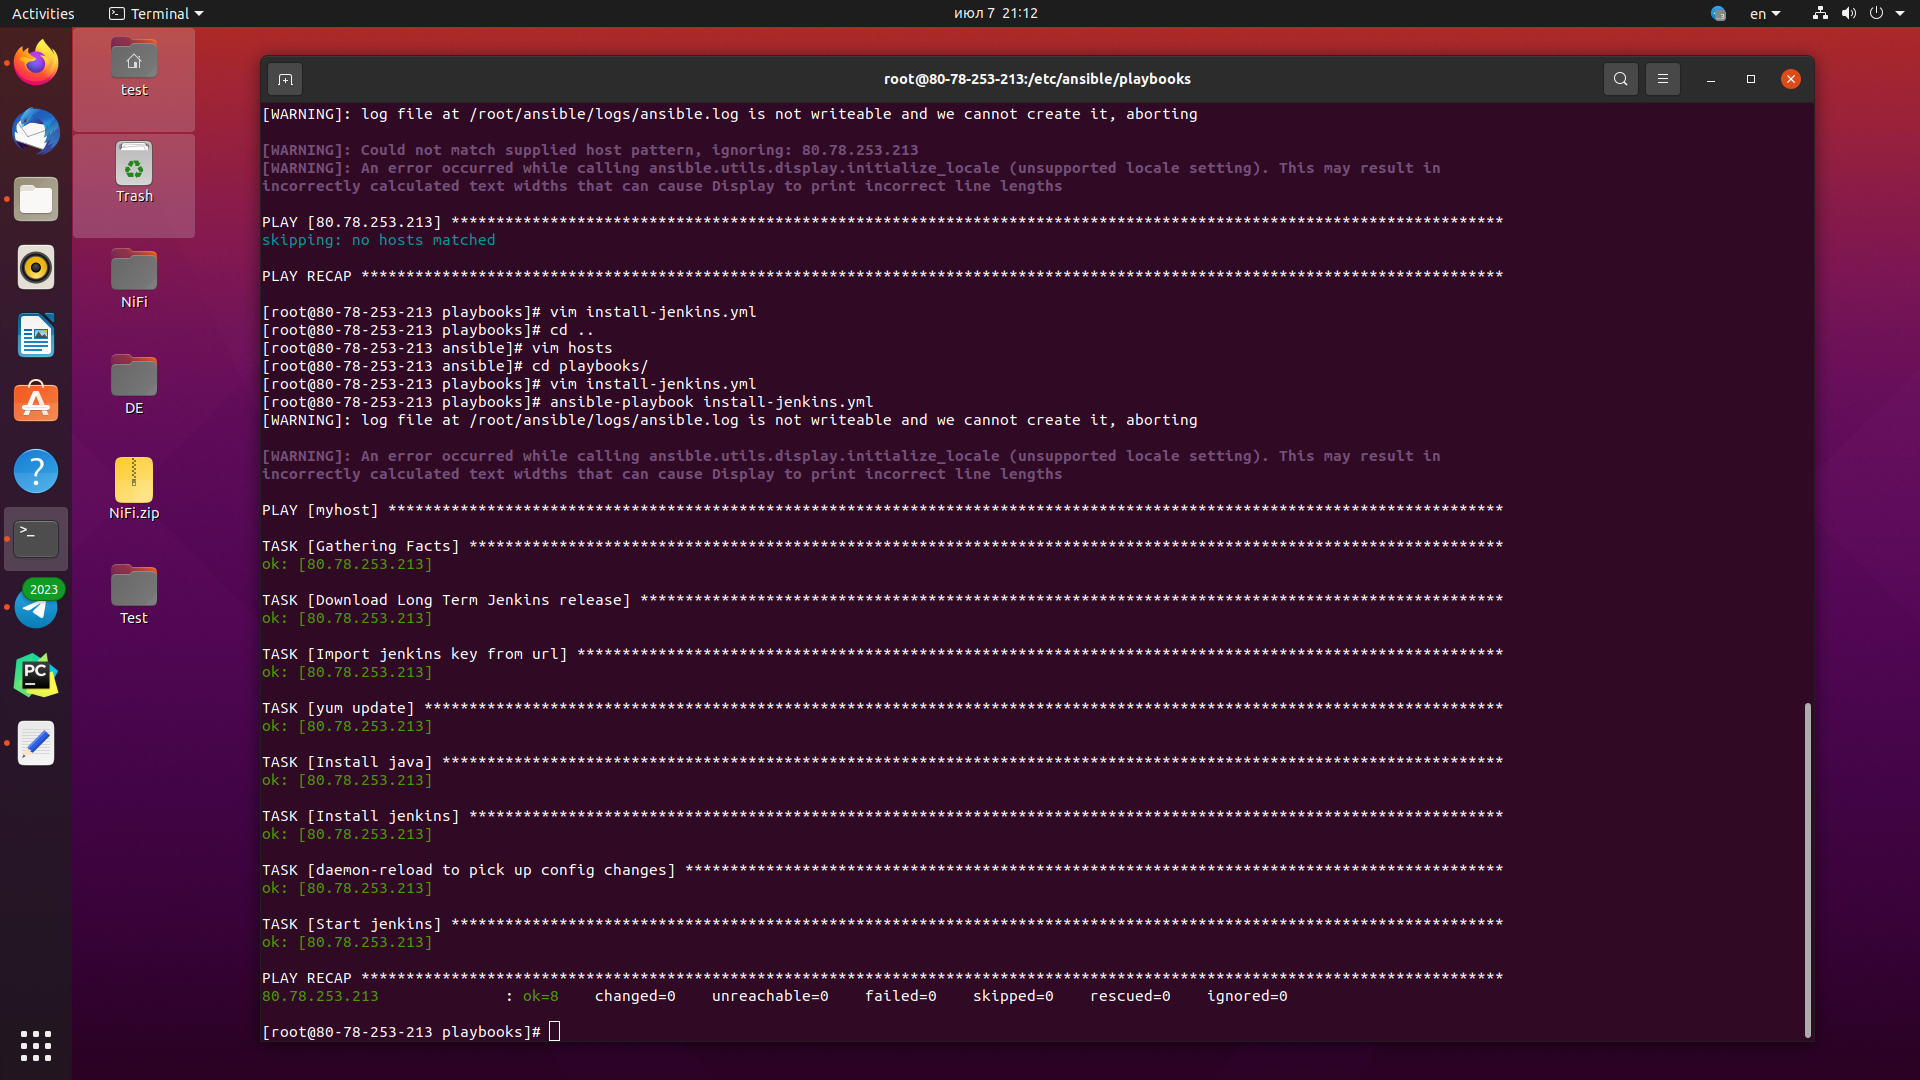 Activities
Terminal
июл 7 21:12
en
test
Trash
NiFi
DE
NiFi.zip
Test
2023
PC
root@80-78-253-213:/etc/ansible/playbooks
[WARNING]: log file at /root/ansible/logs/ansible.log is not writeable and we cannot create it, aborting
[WARNING]: Could not match supplied host pattern, ignoring: 80.78.253.213
[WARNING]: An error occurred while calling ansible.utils.display.initialize_locale (unsupported locale setting). This may result in
incorrectly calculated text widths that can cause Display to print incorrect line lengths
PLAY [80.78.253.213] *********************************************************************************************************************
skipping: no hosts matched
PLAY RECAP *******************************************************************************************************************************
[root@80-78-253-213 playbooks]# vim install-jenkins.yml
[root@80-78-253-213 playbooks]# cd ..
[root@80-78-253-213 ansible]# vim hosts
[root@80-78-253-213 ansible]# cd playbooks/
[root@80-78-253-213 playbooks]# vim install-jenkins.yml
[root@80-78-253-213 playbooks]# ansible-playbook install-jenkins.yml
[WARNING]: log file at /root/ansible/logs/ansible.log is not writeable and we cannot create it, aborting
[WARNING]: An error occurred while calling ansible.utils.display.initialize_locale (unsupported locale setting). This may result in
incorrectly calculated text widths that can cause Display to print incorrect line lengths
PLAY [myhost] ****************************************************************************************************************************
TASK [Gathering Facts] *******************************************************************************************************************
ok: [80.78.253.213]
TASK [Download Long Term Jenkins release] ************************************************************************************************
ok: [80.78.253.213]
TASK [Import jenkins key from url] *******************************************************************************************************
ok: [80.78.253.213]
TASK [yum update] ************************************************************************************************************************
ok: [80.78.253.213]
TASK [Install java] **********************************************************************************************************************
ok: [80.78.253.213]
TASK [Install jenkins] *******************************************************************************************************************
ok: [80.78.253.213]
TASK [daemon-reload to pick up config changes] *******************************************************************************************
ok: [80.78.253.213]
TASK [Start jenkins] *********************************************************************************************************************
ok: [80.78.253.213]
PLAY RECAP *******************************************************************************************************************************
80.78.253.213              : ok=8    changed=0    unreachable=0    failed=0    skipped=0    rescued=0    ignored=0
[root@80-78-253-213 playbooks]#